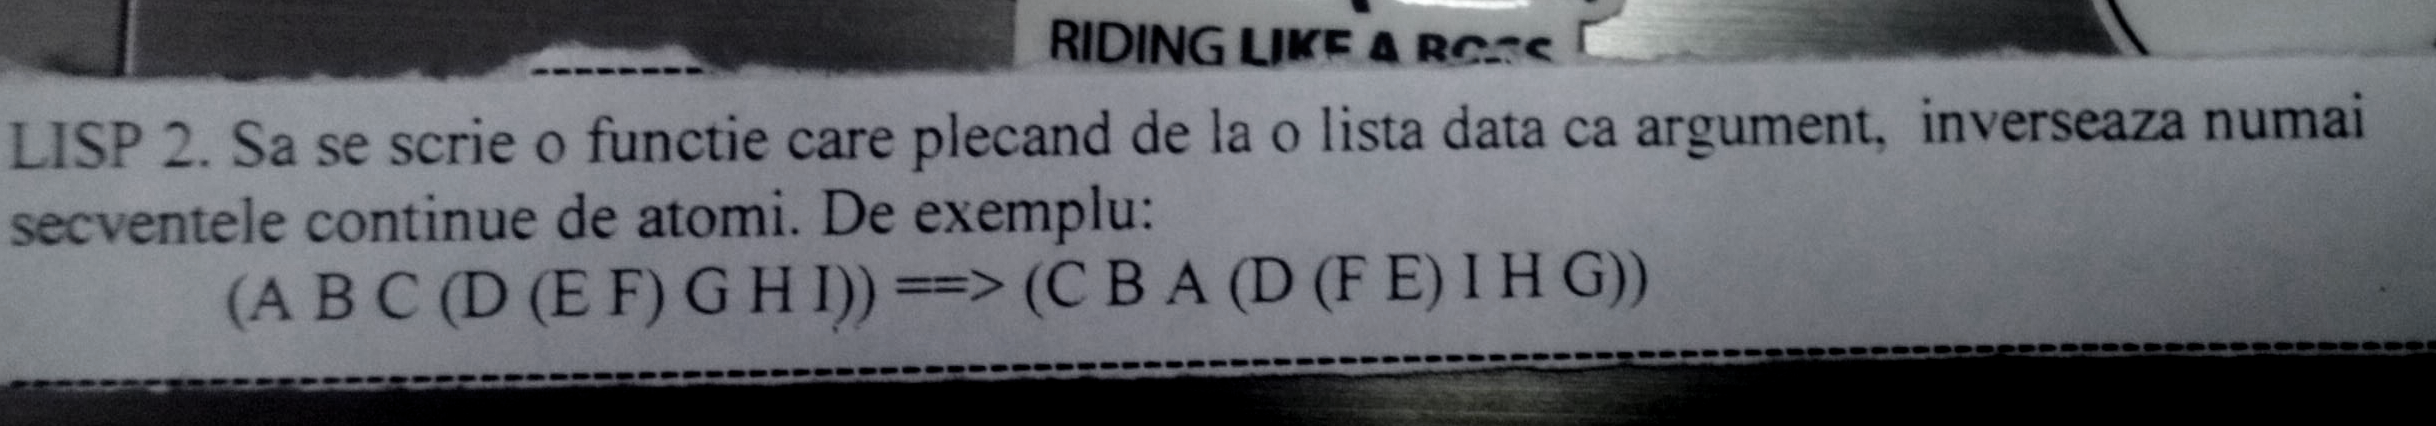 RIDING LIKE A BOSS
LISP 2. Sa se scrie o functie care plecand de la o lista data ca argument, inverseaza numai
secventele continue de atomi. De exemplu:
(A B C (D (E F) G H I)) ==> (C B A (D (F E) I H G))